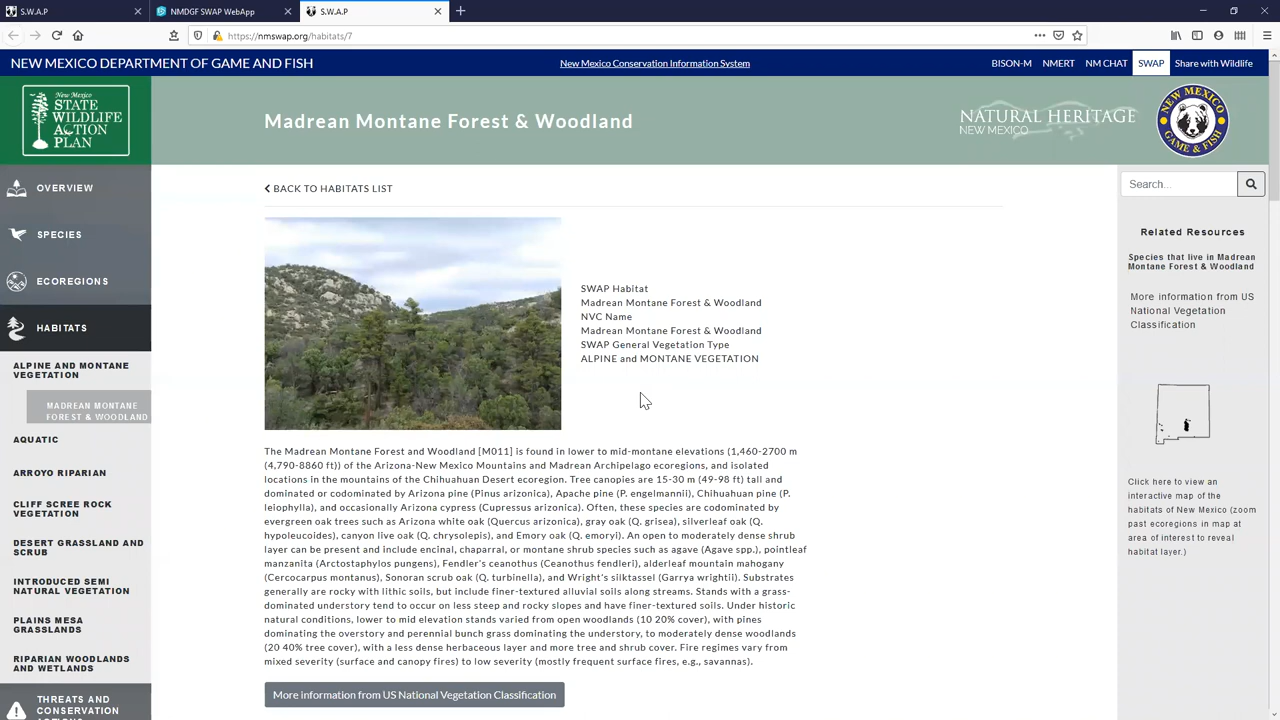 S.W.A.P
NMDGF SWAP WebApp
S.W.A.P
https://nmswap.org/habitats/7
NEW MEXICO DEPARTMENT OF GAME AND FISH
New Mexico Conservation Information System
BISON-M
NMERT
NM CHAT
SWAP
Share with Wildlife
New Mexico
STATE
WILDLIFE
ACTION
PLAN
Madrean Montane Forest & Woodland
NATURAL HERITAGE
NEW MEXICO
NEW MEXICO
GAME & FISH
OVERVIEW
SPECIES
ECOREGIONS
HABITATS
ALPINE AND MONTANE
VEGETATION
MADREAN MONTANE
FOREST & WOODLAND
AQUATIC
ARROYO RIPARIAN
CLIFF SCREE ROCK
VEGETATION
DESERT GRASSLAND AND
SCRUB
INTRODUCED SEMI
NATURAL VEGETATION
PLAINS MESA
GRASSLANDS
RIPARIAN WOODLANDS
AND WETLANDS
THREATS AND
CONSERVATION
ACTIONS
BACK TO HABITATS LIST
SWAP Habitat
Madrean Montane Forest & Woodland
NVC Name
Madrean Montane Forest & Woodland
SWAP General Vegetation Type
ALPINE and MONTANE VEGETATION
The Madrean Montane Forest and Woodland [M011] is found in lower to mid-montane elevations (1,460-2700 m
(4,790-8860 ft)) of the Arizona-New Mexico Mountains and Madrean Archipelago ecoregions, and isolated
locations in the mountains of the Chihuahuan Desert ecoregion. Tree canopies are 15-30 m (49-98 ft) tall and
dominated or codominated by Arizona pine (Pinus arizonica), Apache pine (P. engelmannii), Chihuahuan pine (P.
leiophylla), and occasionally Arizona cypress (Cupressus arizonica). Often, these species are codominated by
evergreen oak trees such as Arizona white oak (Quercus arizonica), gray oak (Q. grisea), silverleaf oak (Q.
hypoleucoides), canyon live oak (Q. chrysolepis), and Emory oak (Q. emoryi). An open to moderately dense shrub
layer can be present and include encinal, chaparral, or montane shrub species such as agave (Agave spp.), pointleaf
manzanita (Arctostaphylos pungens), Fendler's ceanothus (Ceanothus fendleri), alderleaf mountain mahogany
(Cercocarpus montanus), Sonoran scrub oak (Q. turbinella), and Wright's silktassel (Garrya wrightii). Substrates
generally are rocky with lithic soils, but include finer-textured alluvial soils along streams. Stands with a grass-
dominated understory tend to occur on less steep and rocky slopes and have finer-textured soils. Under historic
natural conditions, lower to mid elevation stands varied from open woodlands (10 20% cover), with pines
dominating the overstory and perennial bunch grass dominating the understory, to moderately dense woodlands
(20 40% tree cover), with a less dense herbaceous layer and more tree and shrub cover. Fire regimes vary from
mixed severity (surface and canopy fires) to low severity (mostly frequent surface fires, e.g., savannas).
More information from US National Vegetation Classification
Search...
Related Resources
Species that live in Madrean
Montane Forest & Woodland
More information from US
National Vegetation
Classification
Click here to view an
interactive map of the
habitats of New Mexico (zoom
past ecoregions in map at
area of interest to reveal
habitat layer.)